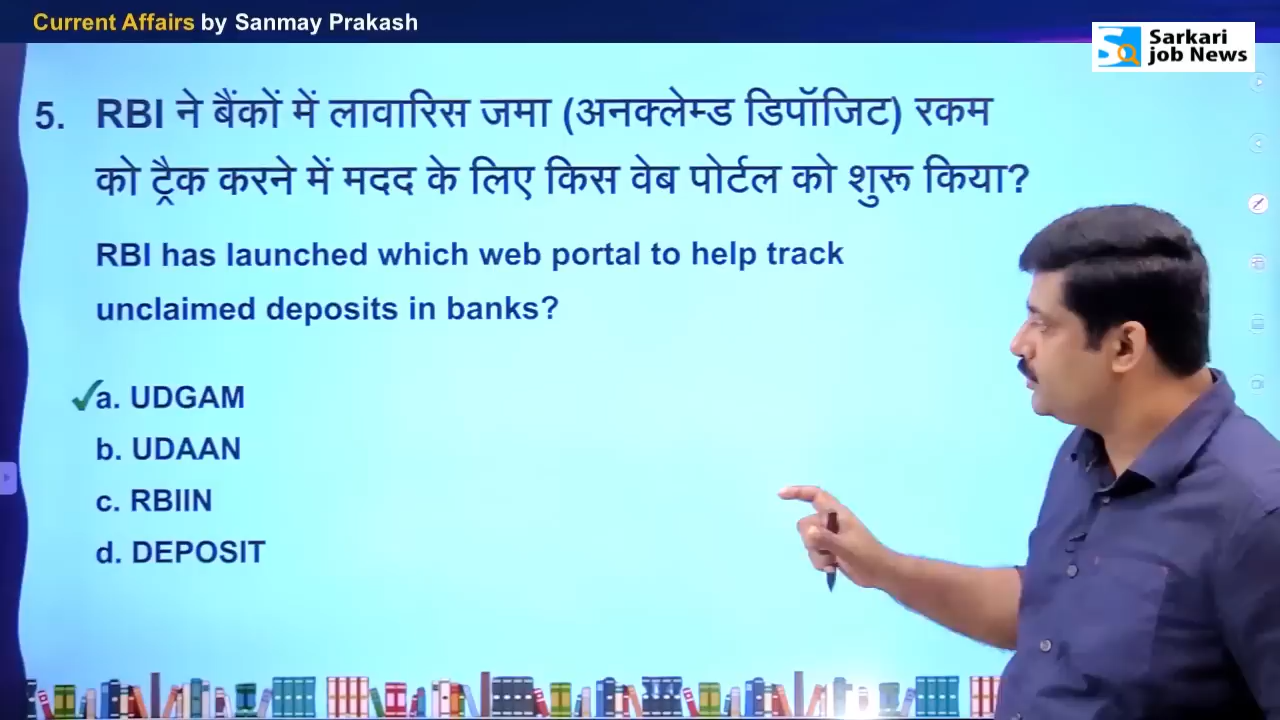 Current Affairs by Sanmay Prakash
Sarkari
Job News
5. RBI ने बैंकों में लावारिस जमा (अनक्लेम्ड डिपॉजिट) रकम
को ट्रैक करने में मदद के लिए किस वेब पोर्टल को शुरू किया?
RBI has launched which web portal to help track
unclaimed deposits in banks?
a. UDGAM
b. UDAAN
c. RBIIN
d. DEPOSIT